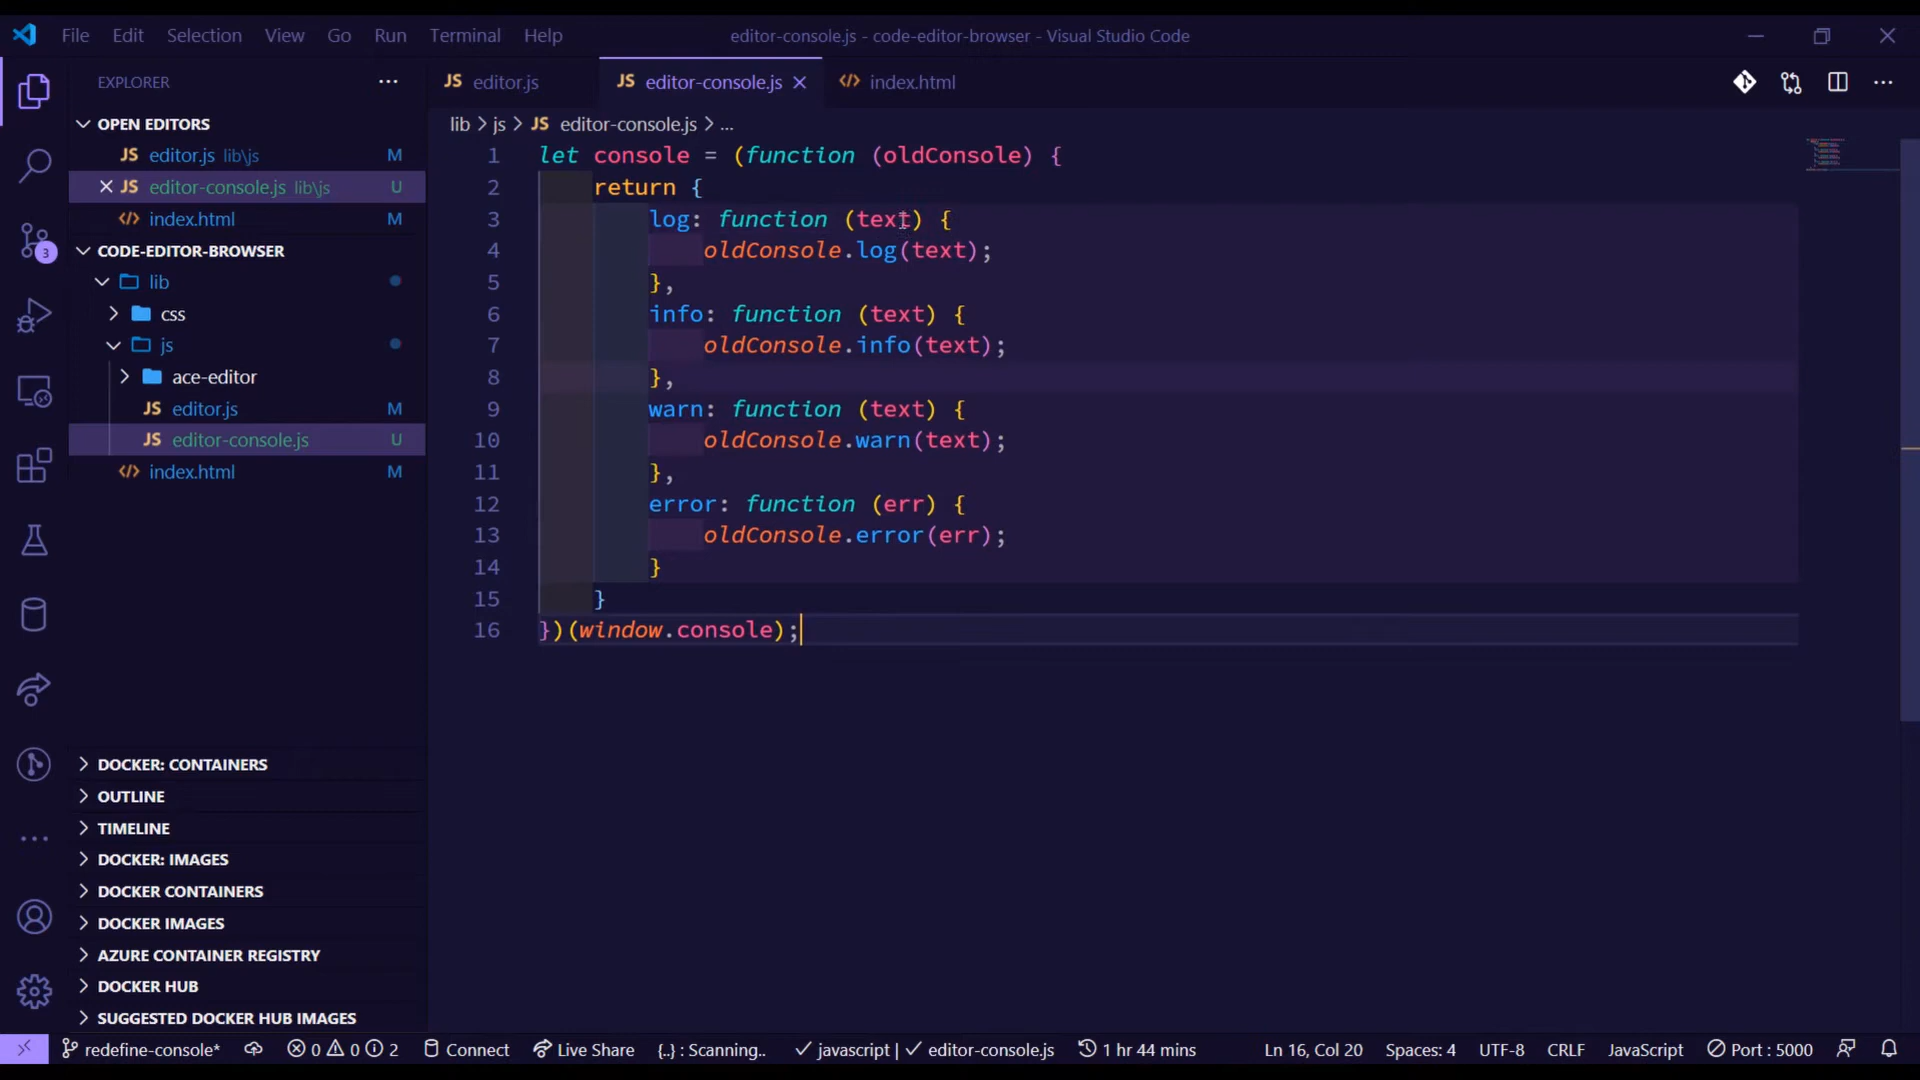 File Edit Selection View Go Run Terminal Help editor-console.js - code-editor-browser - Visual Studio Code
EXPLORER
JS editor.js JS editor-console.js index.html
OPEN EDITORS
JS editor.js lib\js M
JS editor-console.js lib\js U
index.html M
CODE-EDITOR-BROWSER
lib
css
js
ace-editor
JS editor.js M
JS editor-console.js U
index.html M
3
DOCKER: CONTAINERS
OUTLINE
TIMELINE
DOCKER: IMAGES
DOCKER CONTAINERS
DOCKER IMAGES
AZURE CONTAINER REGISTRY
DOCKER HUB
SUGGESTED DOCKER HUB IMAGES
lib > js > JS editor-console.js > ...
1 let console = (function (oldConsole) {
2 return {
3 log: function (text) {
4 oldConsole.log(text);
5 },
6 info: function (text) {
7 oldConsole.info(text);
8 },
9 warn: function (text) {
10 oldConsole.warn(text);
11 },
12 error: function (err) {
13 oldConsole.error(err);
14 }
15 }
16 })(window.console);
redefine-console* 0 0 2 Connect Live Share {..} : Scanning.. javascript | editor-console.js 1 hr 44 mins Ln 16, Col 20 Spaces: 4 UTF-8 CRLF JavaScript Port : 5000